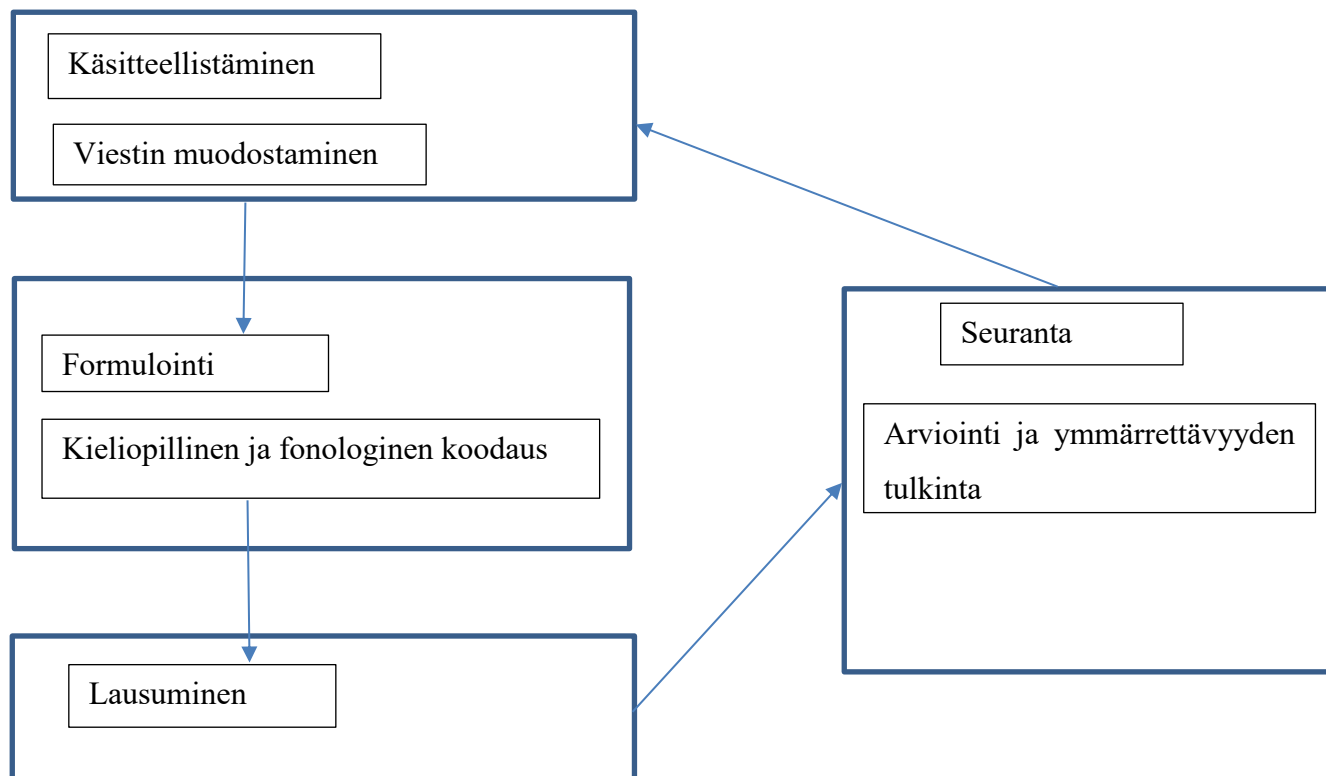 Käsitteellistäminen
Viestin muodostaminen
Formulointi
Kieliopillinen ja fonologinen koodaus
Lausuminen
Seuranta
Arviointi ja ymmärrettävyyden
tulkinta